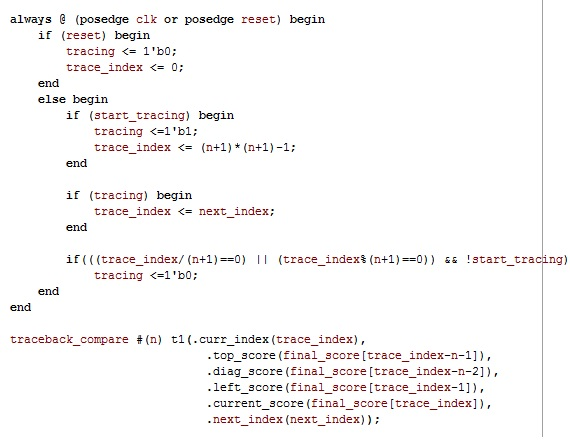 always @ (posedge clk or posedge reset) begin
    if (reset) begin
        tracing <= 1'b0;
        trace_index <= 0;
    end
    else begin
        if (start_tracing) begin
            tracing <=1'b1;
            trace_index <= (n+1)*(n+1)-1;
        end

        if (tracing) begin
            trace_index <= next_index;
        end

        if(((trace_index/(n+1)==0) || (trace_index%(n+1)==0)) && !start_tracing)
            tracing <=1'b0;
    end
end

traceback_compare #(n) t1(.curr_index(trace_index),
                          .top_score(final_score[trace_index-n-1]),
                          .diag_score(final_score[trace_index-n-2]),
                          .left_score(final_score[trace_index-1]),
                          .current_score(final_score[trace_index]),
                          .next_index(next_index));